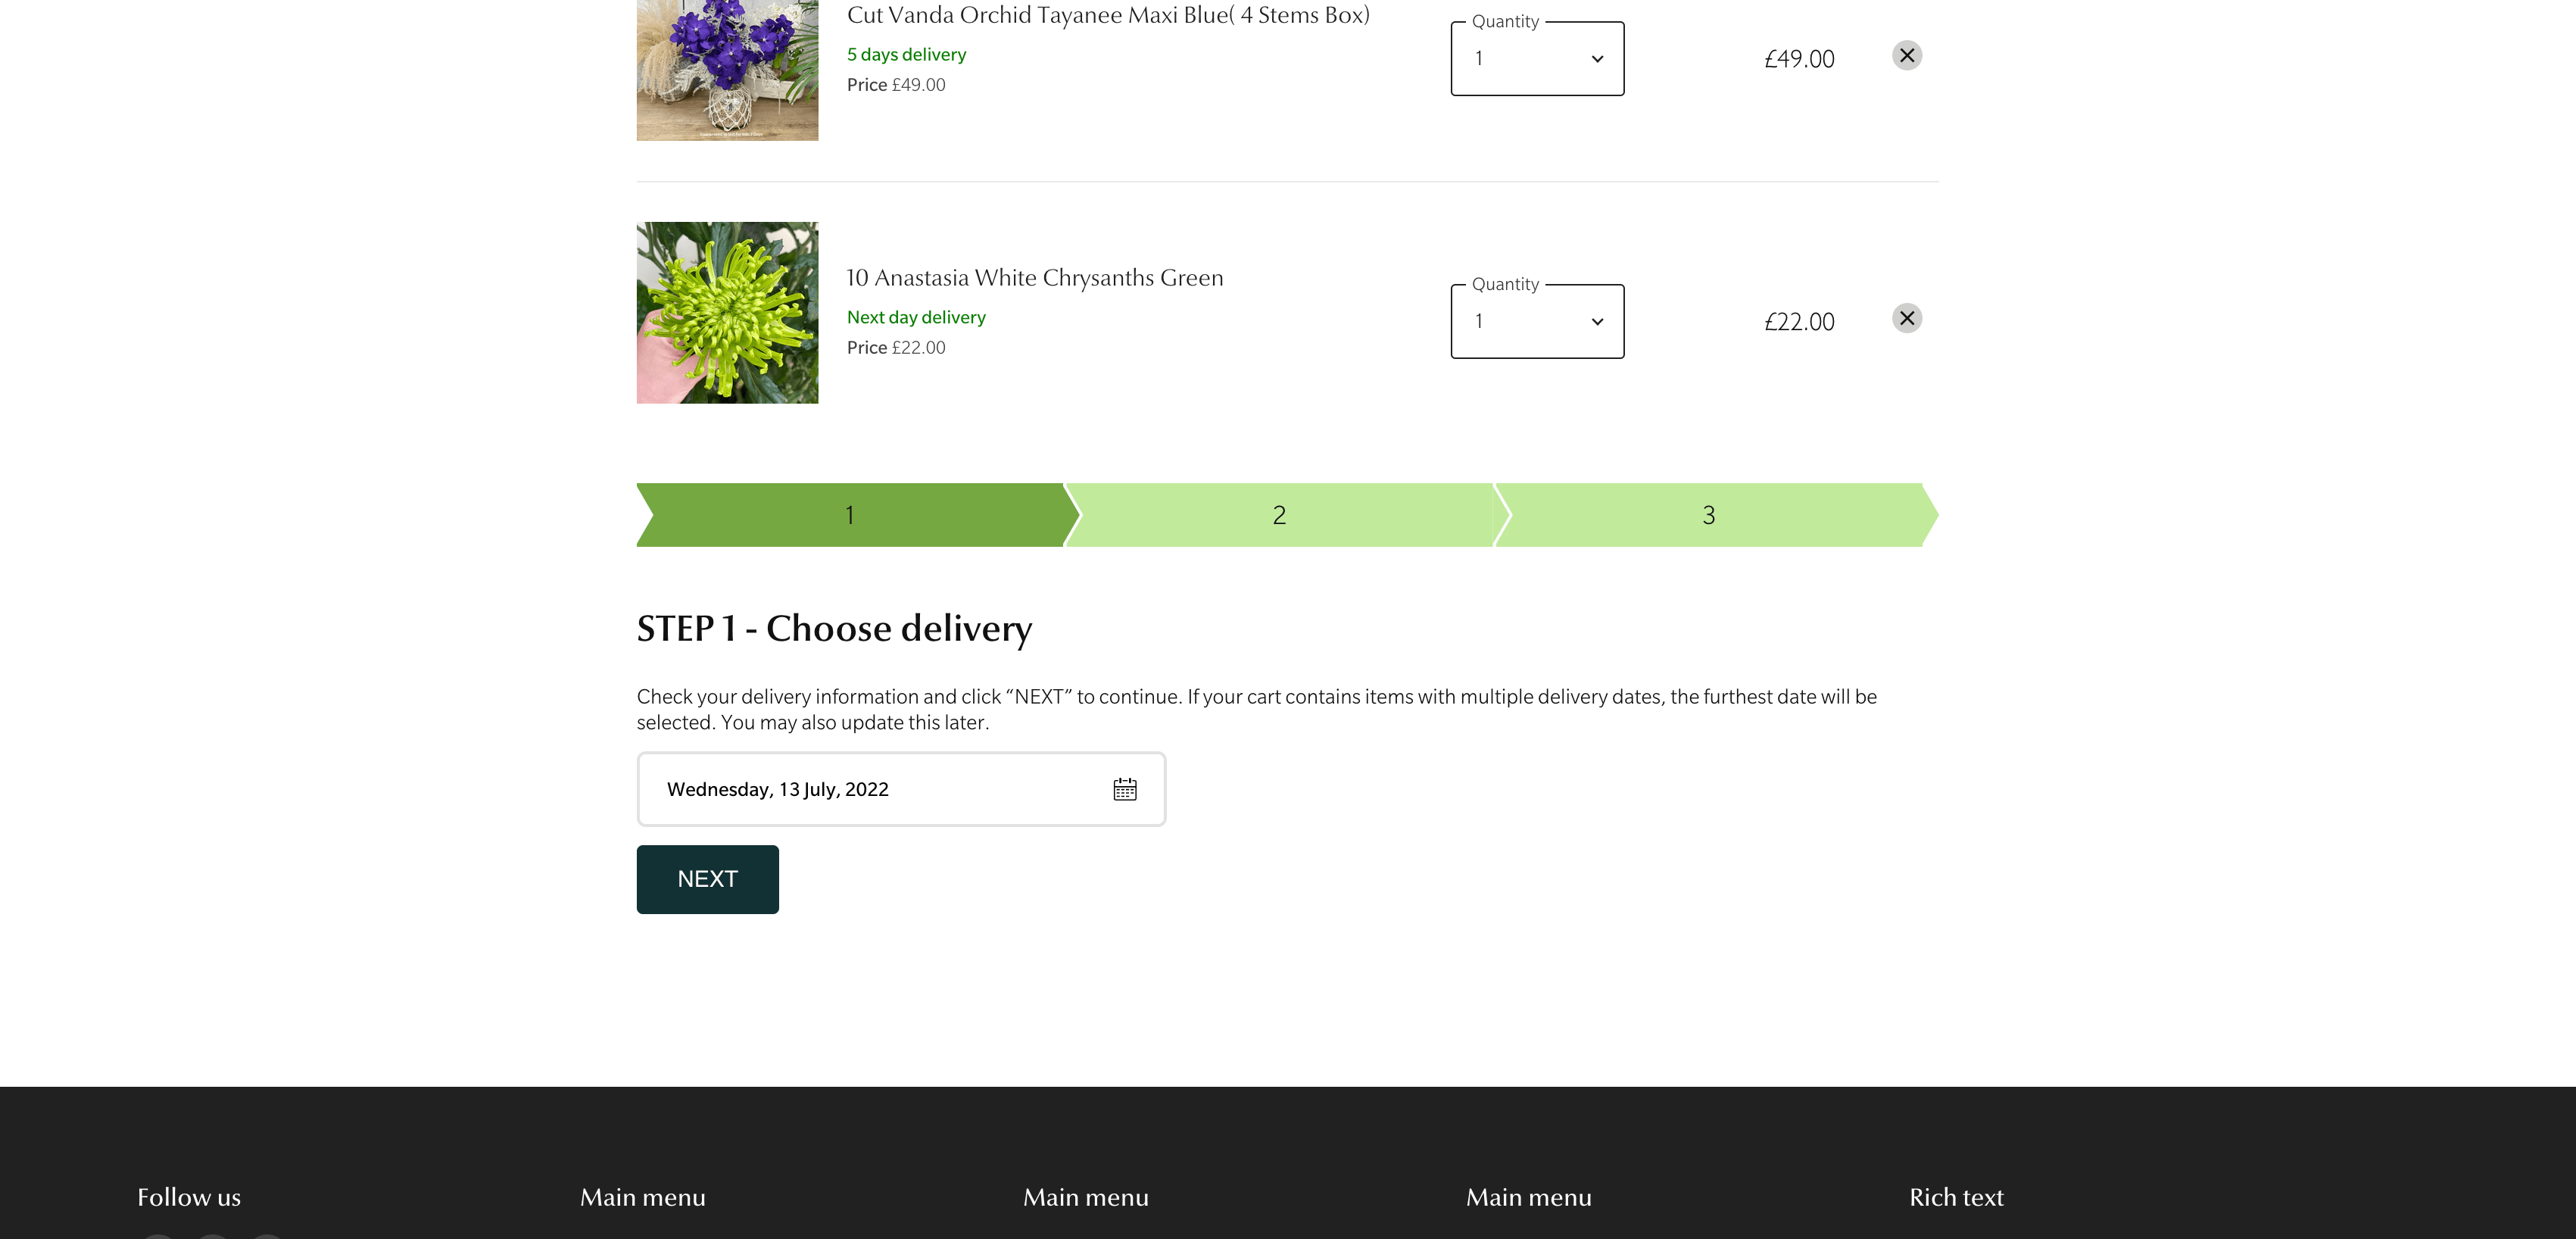 Cut Vanda Orchid Tayanee Maxi Blue( 4 Stems Box)
5 days delivery
Price £49.00
Quantity
1
£49.00
10 Anastasia White Chrysanths Green
Next day delivery
Price £22.00
Quantity
1
£22.00
1
2
3
STEP 1 - Choose delivery
Check your delivery information and click “NEXT” to continue. If your cart contains items with multiple delivery dates, the furthest date will be
selected. You may also update this later.
Wednesday, 13 July, 2022
NEXT
Follow us
Main menu
Main menu
Main menu
Rich text